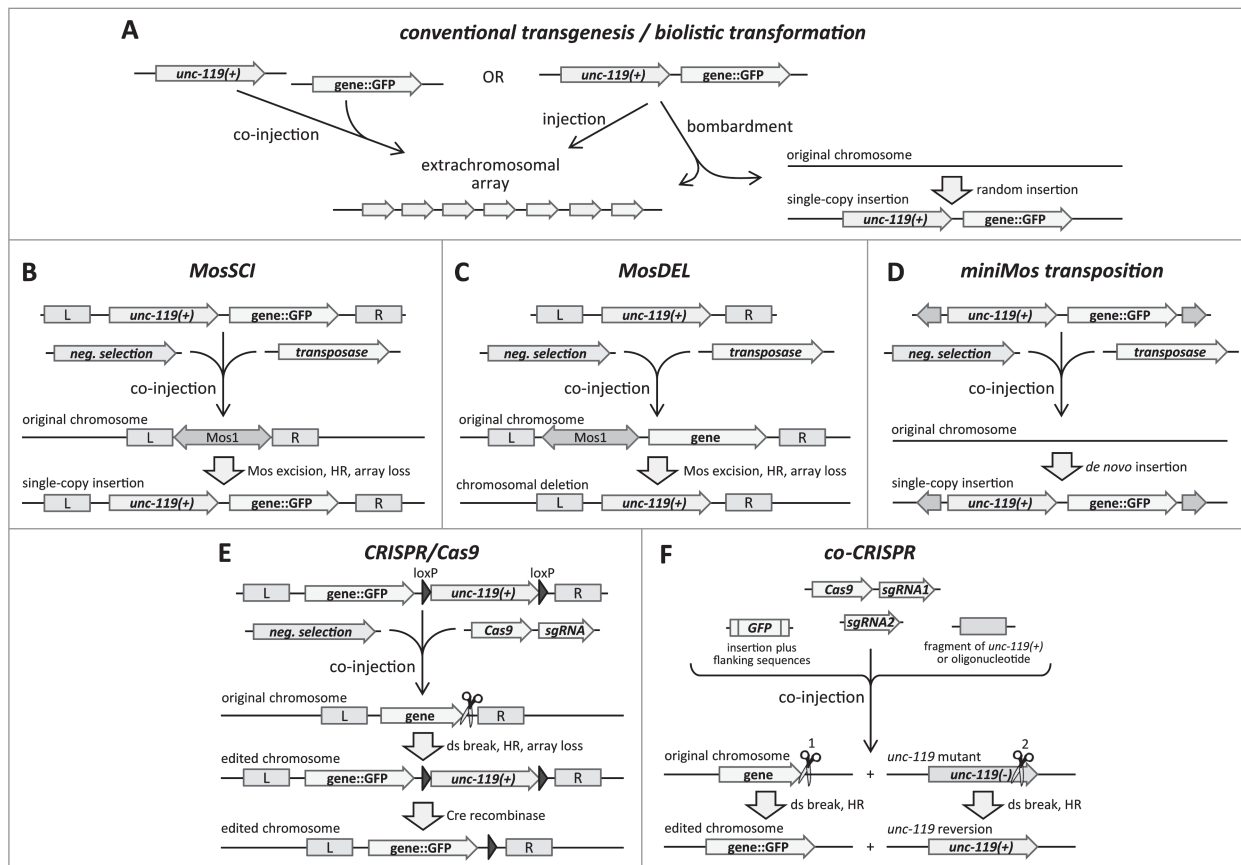 A
conventional transgenesis / biolistic transformation
unc-119(+)
gene::GFP
OR
unc-119(+)
gene::GFP
co-injection
injection
bombardment
extrachromosomal
array
original chromosome
random insertion
single-copy insertion
unc-119(+)
gene::GFP
B
MosSCI
L
unc-119(+)
gene::GFP
R
neg. selection
transposase
co-injection
original chromosome
L
Mos1
R
Mos excision, HR, array loss
single-copy insertion
L
unc-119(+)
gene::GFP
R
C
MosDEL
L
unc-119(+)
R
neg. selection
transposase
co-injection
original chromosome
L
Mos1
gene
R
Mos excision, HR, array loss
chromosomal deletion
L
unc-119(+)
R
D
miniMos transposition
unc-119(+)
gene::GFP
neg. selection
transposase
co-injection
original chromosome
de novo insertion
single-copy insertion
unc-119(+)
gene::GFP
E
CRISPR/Cas9
loxP
loxP
L
gene::GFP
unc-119(+)
R
neg. selection
Cas9
sgRNA
co-injection
original chromosome
L
gene
R
ds break, HR, array loss
edited chromosome
L
gene::GFP
unc-119(+)
R
Cre recombinase
edited chromosome
L
gene::GFP
R
F
co-CRISPR
Cas9
sgRNA1
sgRNA2
GFP
insertion plus
flanking sequences
fragment of unc-119(+)
or oligonucleotide
co-injection
original chromosome
1
gene
+
unc-119 mutant
2
unc-119(-)
ds break, HR
ds break, HR
edited chromosome
gene::GFP
+
unc-119 reversion
unc-119(+)